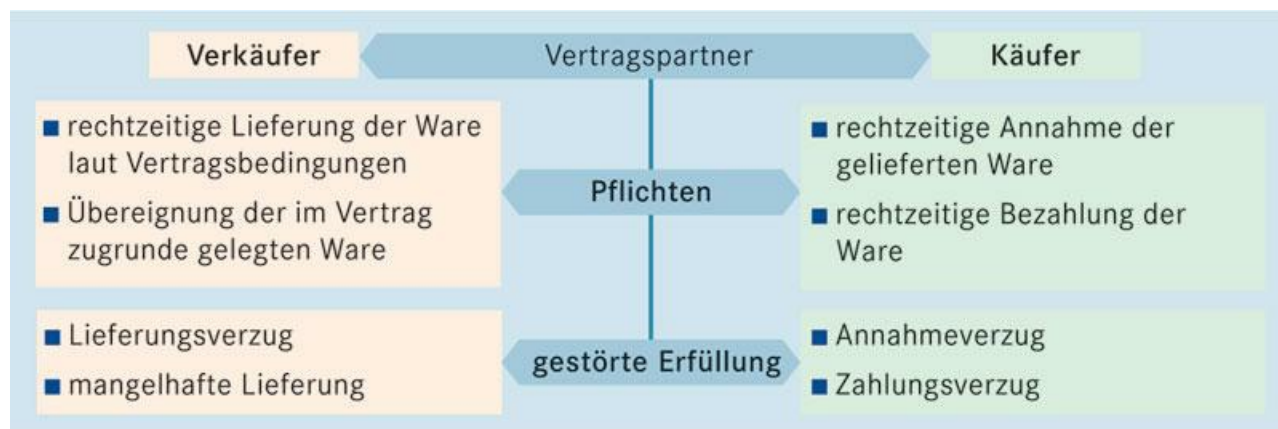 Verkäufer
Vertragspartner
Käufer
■ rechtzeitige Lieferung der Ware
laut Vertragsbedingungen
■ Übereignung der im Vertrag
zugrunde gelegten Ware
Pflichten
■ rechtzeitige Annahme der
gelieferten Ware
■ rechtzeitige Bezahlung der
Ware
■ Lieferungsverzug
■ mangelhafte Lieferung
gestörte Erfüllung
■ Annahmeverzug
■ Zahlungsverzug